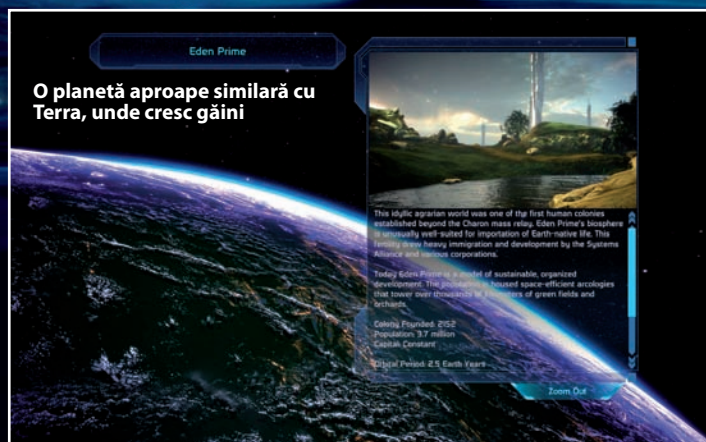 Eden Prime
O planetă aproape similară cu
Terra, unde cresc găini
This idyllic agrarian world was one of the first human colonies
established beyond the Charon mass relay. Eden Prime's biosphere
is unusually well-suited for importation of Earth-native life. This
fertility drew heavy immigration and development by the Systems
Alliance and various corporations.
Today Eden Prime is a model of sustainable, organized
development. The population is housed space-efficient arcologies
that tower over thousands of kilometers of green fields and
orchards.
Colony Founded: 2152
Population: 3.7 million
Capital: Constant
Orbital Period: 2.5 Earth Years
Zoom Out